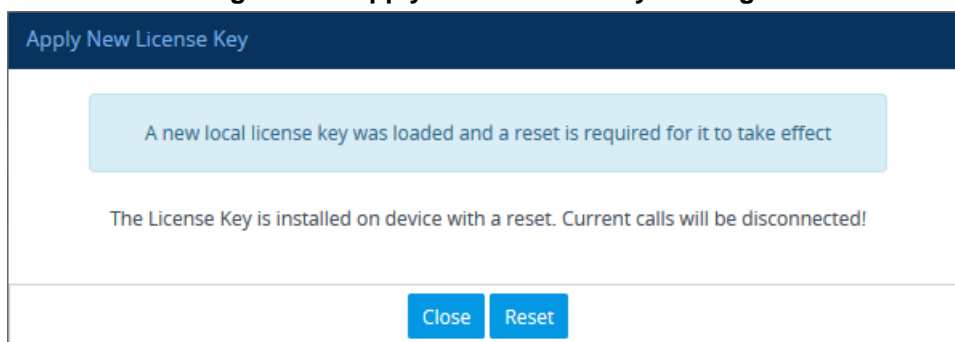 Apply New License Key
A new local license key was loaded and a reset is required for it to take effect
The License Key is installed on device with a reset. Current calls will be disconnected!
Close Reset